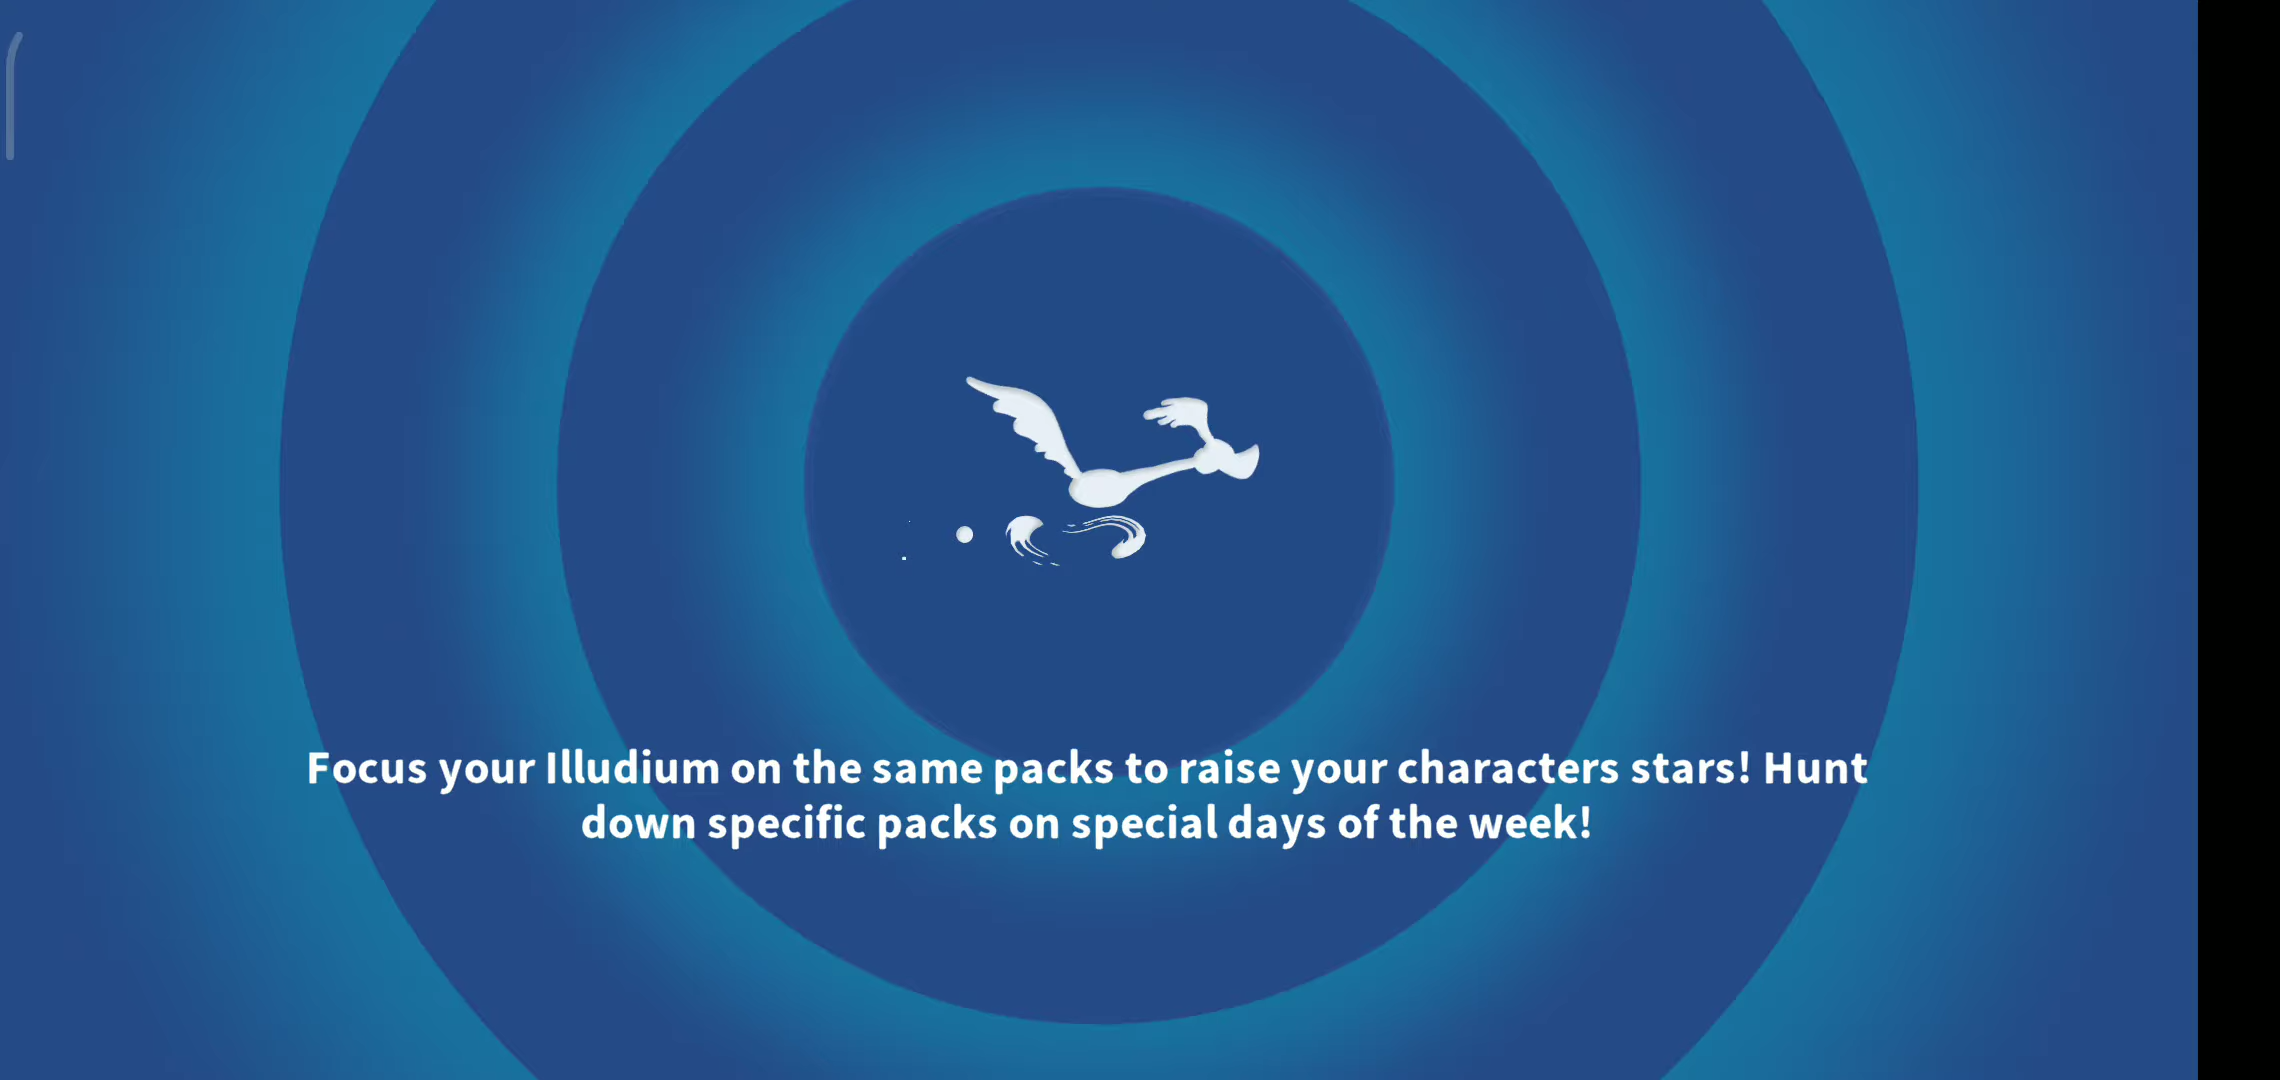 Focus your Illudium on the same packs to raise your characters stars! Hunt
down specific packs on special days of the week!